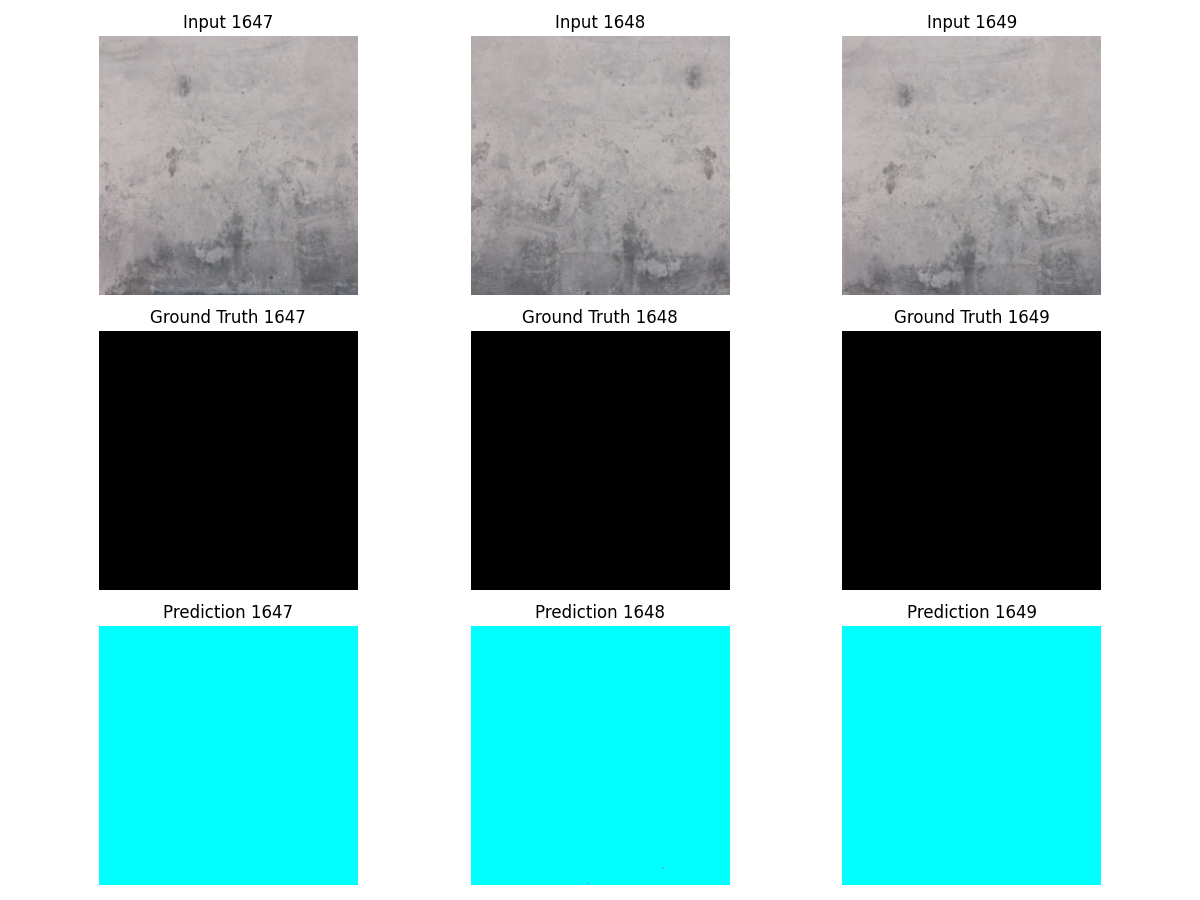 Input 1647
Input 1648
Input 1649
Ground Truth 1647
Ground Truth 1648
Ground Truth 1649
Prediction 1647
Prediction 1648
Prediction 1649